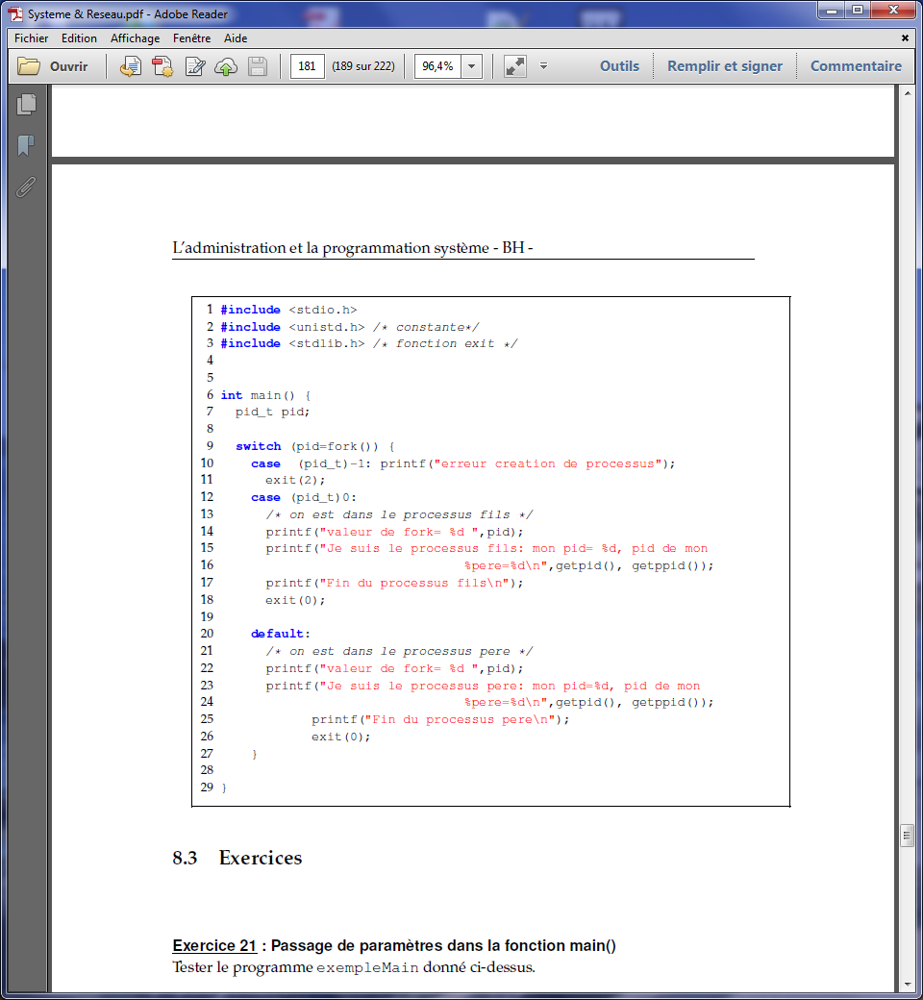 Systeme & Reseau.pdf - Adobe Reader
Fichier Edition Affichage Fenêtre Aide
Ouvrir 181 (189 sur 222) 96,4% Outils Remplir et signer Commentaire
L'administration et la programmation système - BH -
1 #include <stdio.h>
2 #include <unistd.h> /* constante*/
3 #include <stdlib.h> /* fonction exit */
4
5
6 int main() {
7 pid_t pid;
8
9 switch (pid=fork()) {
10 case (pid_t)-1: printf("erreur creation de processus");
11 exit(2);
12 case (pid_t)0:
13 /* on est dans le processus fils */
14 printf("valeur de fork= %d ",pid);
15 printf("Je suis le processus fils: mon pid= %d, pid de mon
16 %pere=%d\n",getpid(), getppid());
17 printf("Fin du processus fils\n");
18 exit(0);
19
20 default:
21 /* on est dans le processus pere */
22 printf("valeur de fork= %d ",pid);
23 printf("Je suis le processus pere: mon pid=%d, pid de mon
24 %pere=%d\n",getpid(), getppid());
25 printf("Fin du processus pere\n");
26 exit(0);
27 }
28
29 }
8.3 Exercices
Exercice 21 : Passage de paramètres dans la fonction main()
Tester le programme exempleMain donné ci-dessus.